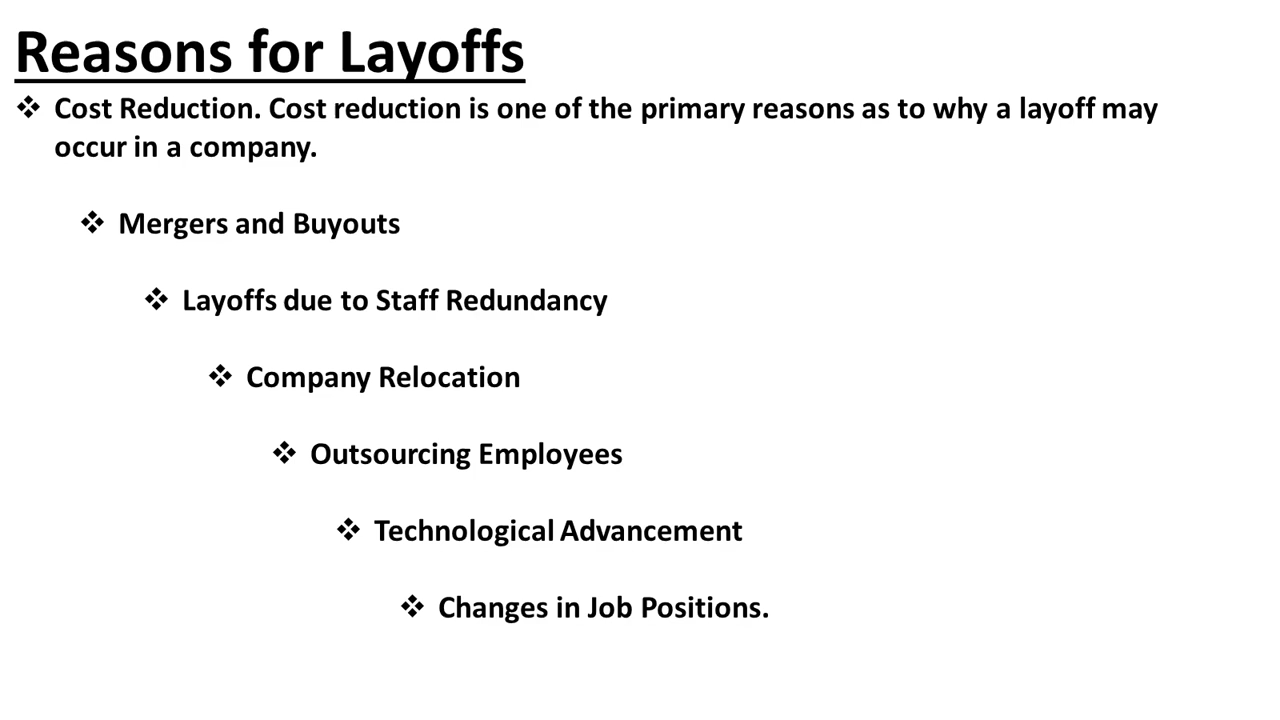 Reasons for Layoffs
❖ Cost Reduction. Cost reduction is one of the primary reasons as to why a layoff may
occur in a company.
❖ Mergers and Buyouts
❖ Layoffs due to Staff Redundancy
❖ Company Relocation
❖ Outsourcing Employees
❖ Technological Advancement
❖ Changes in Job Positions.